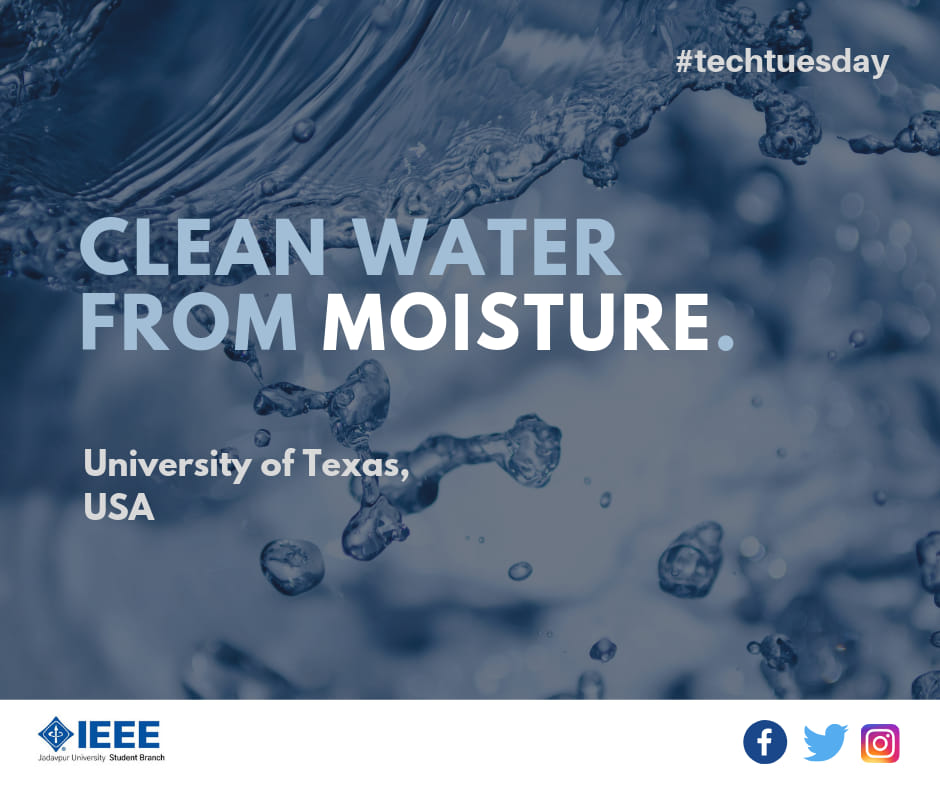 #techtuesday
CLEAN WATER
FROM MOISTURE.
University of Texas,
USA
IEEE
Jadavpur University Student Branch